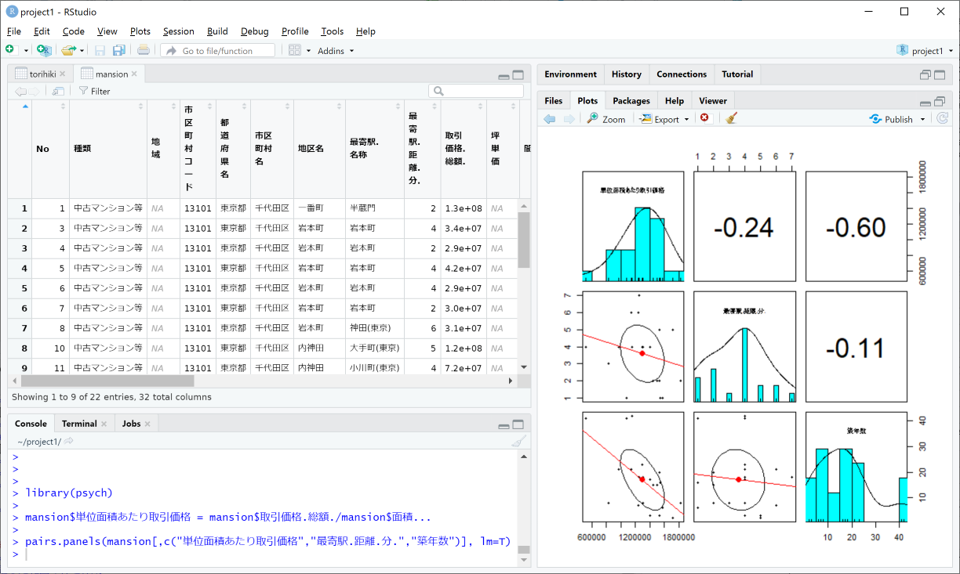 project1 - RStudio
File Edit Code View Plots Session Build Debug Profile Tools Help
Go to file/function Addins project1
torihiki mansion
Filter
No 種類 地域 市区町村コード 都道府県名 市区町村名 地区名 最寄駅.名称 最寄駅.距離.分. 取引価格.総額. 坪単価
1 1 中古マンション等 NA 13101 東京都 千代田区 一番町 半蔵門 2 1.3e+08 NA
2 3 中古マンション等 NA 13101 東京都 千代田区 岩本町 岩本町 4 3.4e+07 NA
3 4 中古マンション等 NA 13101 東京都 千代田区 岩本町 岩本町 2 2.9e+07 NA
4 5 中古マンション等 NA 13101 東京都 千代田区 岩本町 岩本町 4 4.2e+07 NA
5 6 中古マンション等 NA 13101 東京都 千代田区 岩本町 岩本町 4 2.9e+07 NA
6 7 中古マンション等 NA 13101 東京都 千代田区 岩本町 岩本町 2 3.0e+07 NA
7 8 中古マンション等 NA 13101 東京都 千代田区 岩本町 神田(東京) 6 3.1e+07 NA
8 10 中古マンション等 NA 13101 東京都 千代田区 内神田 大手町(東京) 5 1.2e+08 NA
9 11 中古マンション等 NA 13101 東京都 千代田区 内神田 小川町(東京) 4 7.2e+07 NA
Showing 1 to 9 of 22 entries, 32 total columns
Console Terminal Jobs
~/project1/
>
>
> library(psych)
>
> mansion$単位面積あたり取引価格 = mansion$取引価格.総額./mansion$面積...
>
> pairs.panels(mansion[,c("単位面積あたり取引価格","最寄駅.距離.分.","築年数")], lm=T)
>
Environment History Connections Tutorial
Files Plots Packages Help Viewer
Zoom Export Publish
1 2 3 4 5 6 7
単位面積あたり取引価格
-0.24
-0.60
600000 1200000 1800000
1 2 3 4 5 6 7
最寄駅.距離.分.
-0.11
築年数
10 20 30 40
600000 1200000 1800000
10 20 30 40